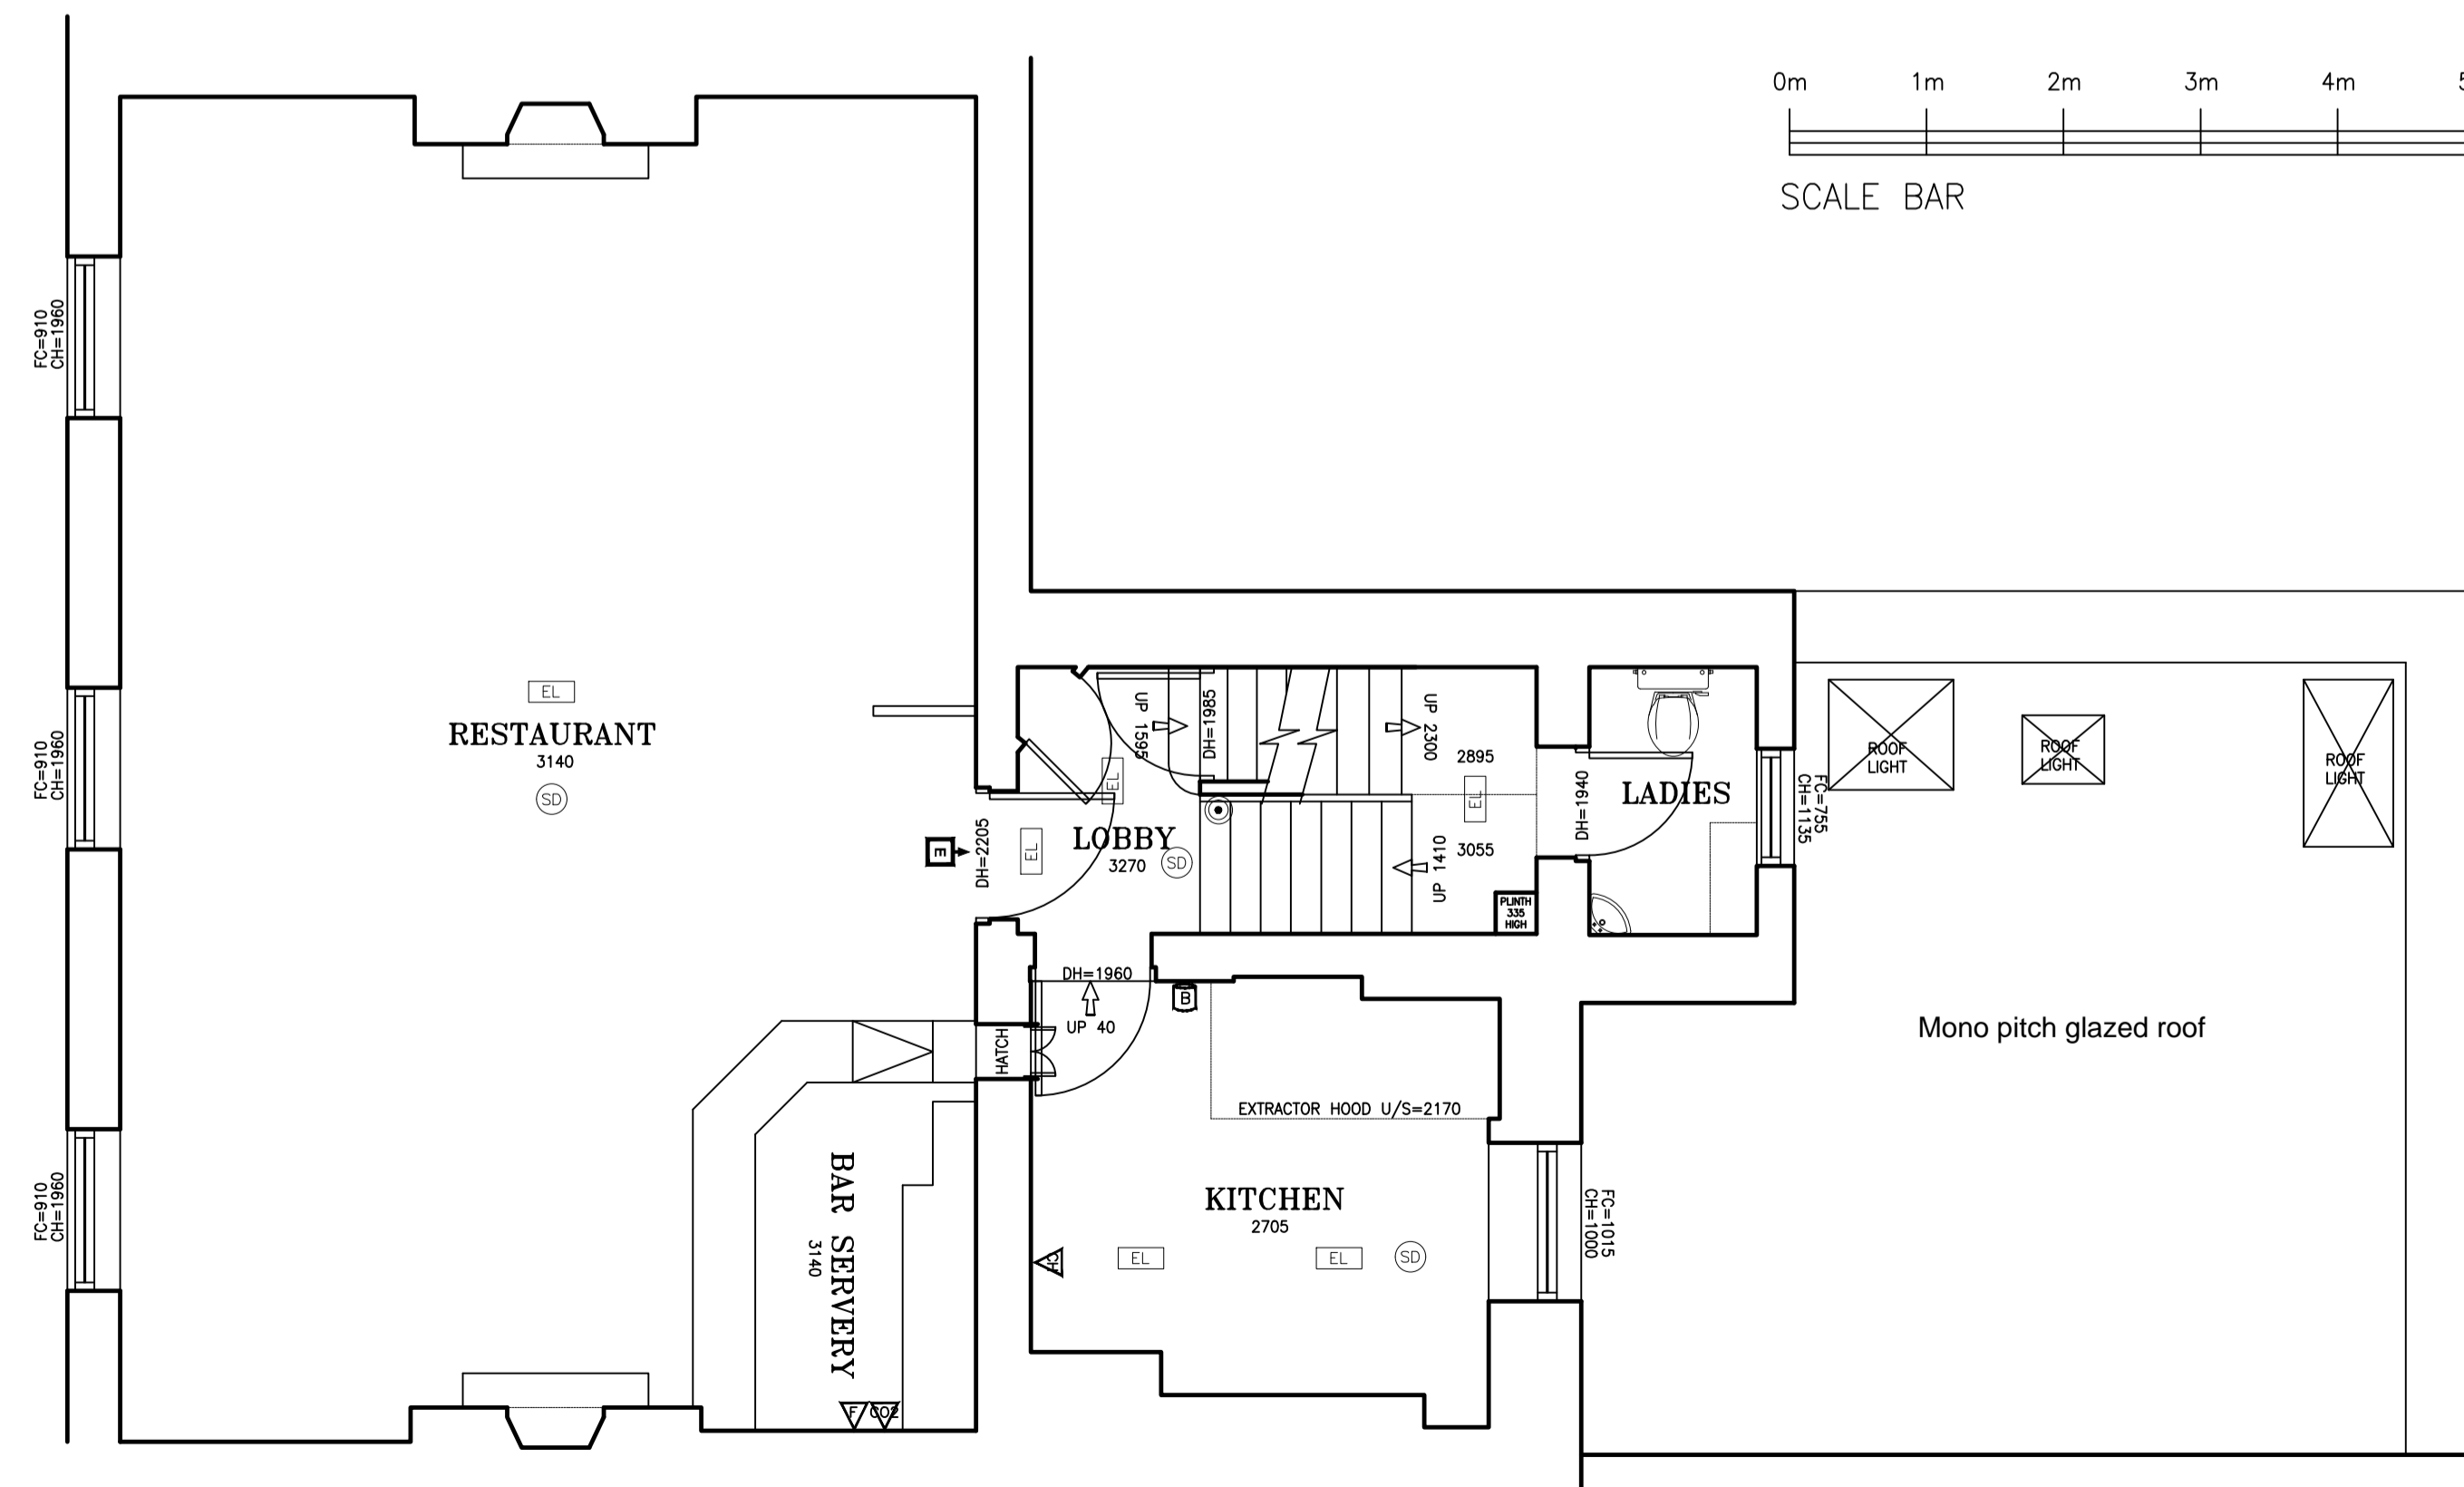 0m 1m 2m 3m 4m
SCALE BAR
FC=910
CH=1960
FC=910
CH=1960
FC=910
CH=1960
EL
RESTAURANT
3140
SD
E
DH=2205
EL
EL
LOBBY
3270
SD
UP 1595
DH=1985
UP 2300
2895
EL
3055
UP 1410
PLINTH
335
HIGH
DH=1940
LADIES
FC=755
CH=1135
ROOF
LIGHT
ROOF
LIGHT
ROOF
LIGHT
Mono pitch glazed roof
DH=1960
UP 40
B
HATCH
EXTRACTOR HOOD U/S=2170
BAR SERVERY
3140
F
CO2
KITCHEN
2705
CH
EL
EL
SD
FC=1015
CH=1000